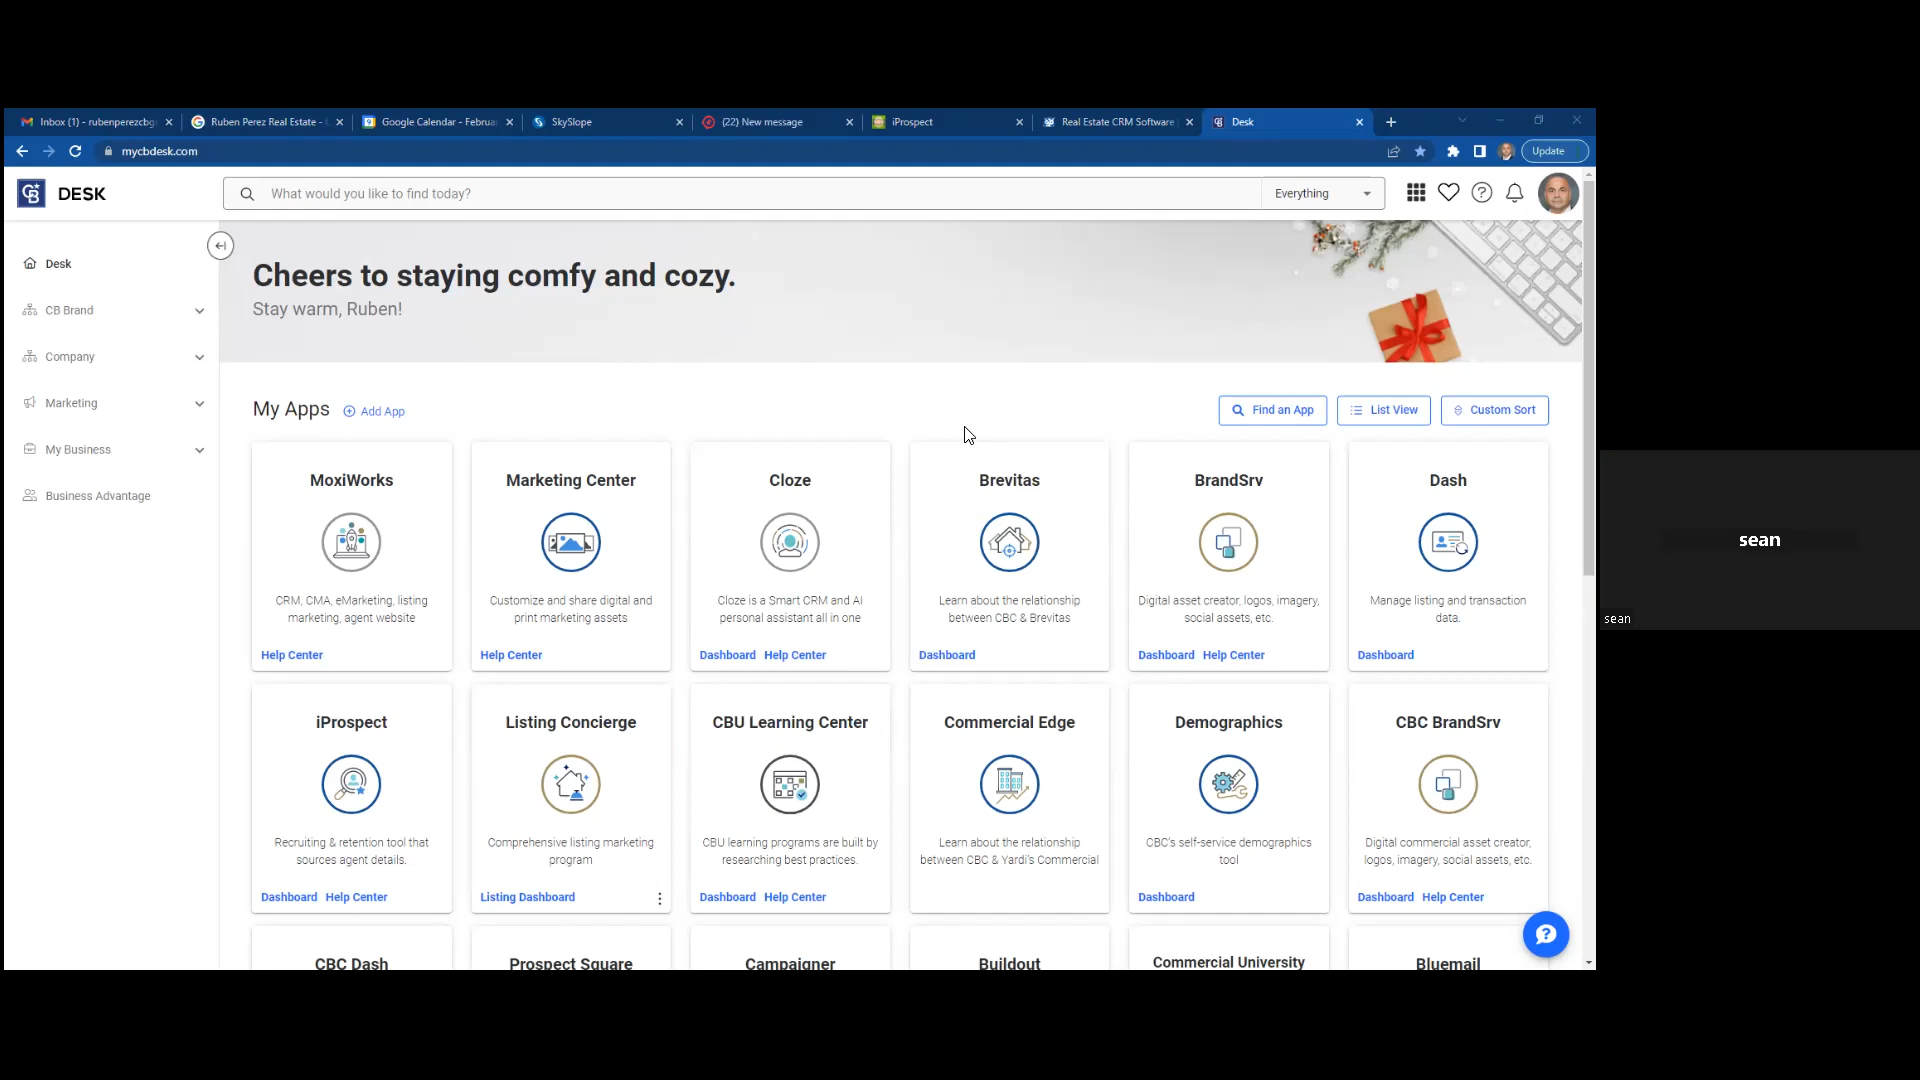 Inbox (1) - rubenperezcbg
Ruben Perez Real Estate -
Google Calendar - Februa
SkySlope
(22) New message
iProspect
Real Estate CRM Software
Desk
mycbdesk.com
Update
DESK
What would you like to find today?
Everything
Desk
CB Brand
Company
Marketing
My Business
Business Advantage
Cheers to staying comfy and cozy.
Stay warm, Ruben!
My Apps
Add App
Find an App
List View
Custom Sort
MoxiWorks
CRM, CMA, eMarketing, listing
marketing, agent website
Help Center
Marketing Center
Customize and share digital and
print marketing assets
Help Center
Cloze
Cloze is a Smart CRM and AI
personal assistant all in one
Dashboard Help Center
Brevitas
Learn about the relationship
between CBC & Brevitas
Dashboard
BrandSrv
Digital asset creator, logos, imagery,
social assets, etc.
Dashboard Help Center
Dash
Manage listing and transaction
data.
Dashboard
iProspect
Recruiting & retention tool that
sources agent details.
Dashboard Help Center
Listing Concierge
Comprehensive listing marketing
program
Listing Dashboard
CBU Learning Center
CBU learning programs are built by
researching best practices.
Dashboard Help Center
Commercial Edge
Learn about the relationship
between CBC & Yardi's Commercial
Demographics
CBC's self-service demographics
tool
Dashboard
CBC BrandSrv
Digital commercial asset creator,
logos, imagery, social assets, etc.
Dashboard Help Center
CBC Dash
Prospect Square
Campaigner
Buildout
Commercial University
Bluemail
sean
sean